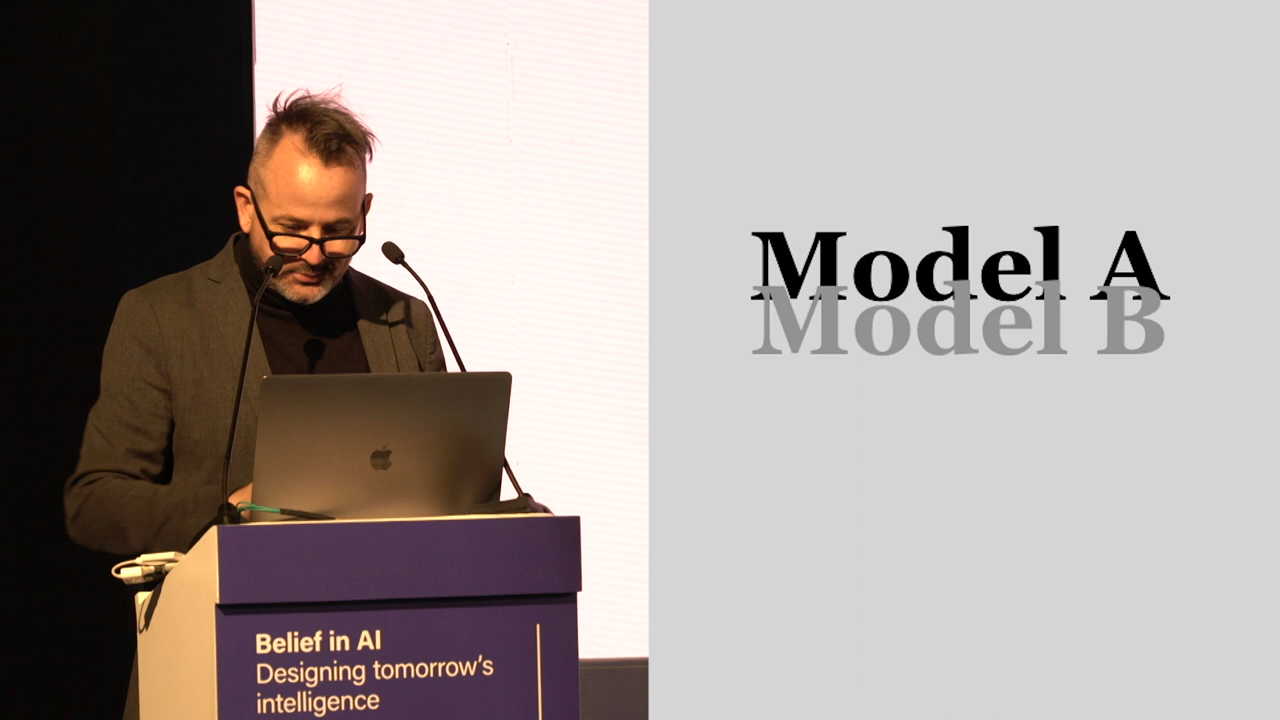 Model A
Model B
Belief in AI
Designing tomorrow's
intelligence